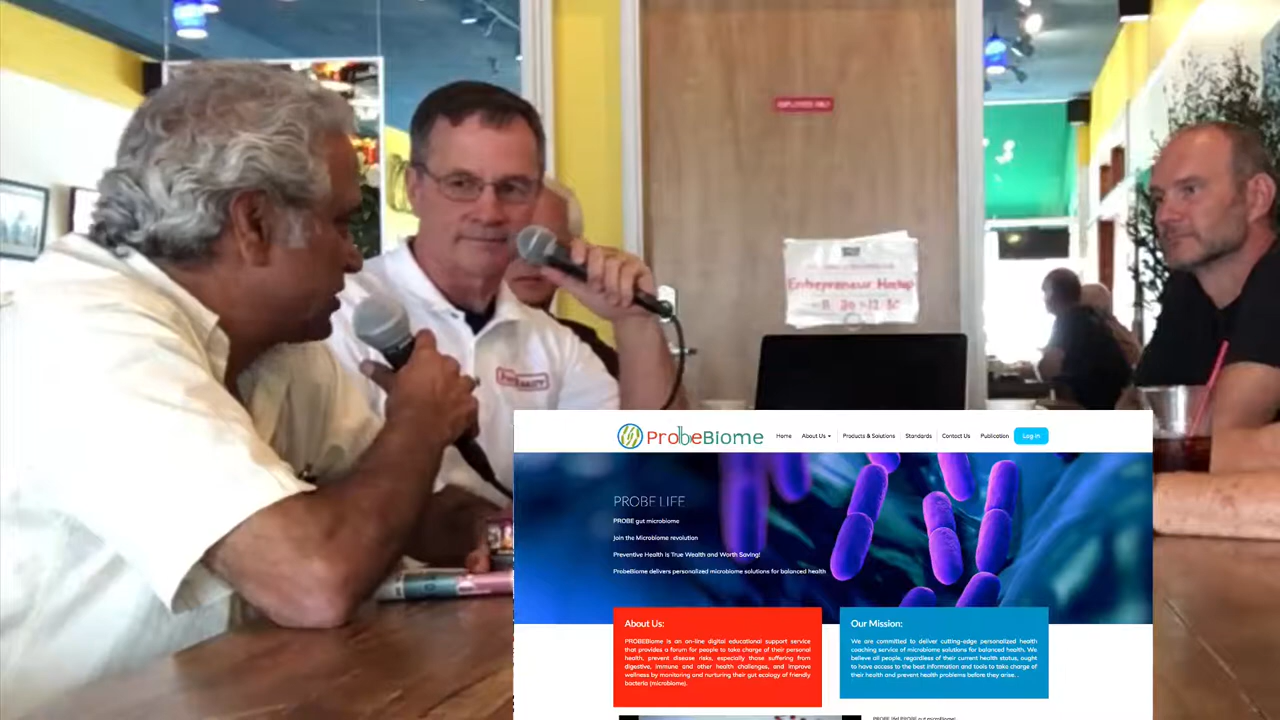 EMPLOYEES ONLY
Entrepreneur Hookup
ProbeBiome
Home
About Us
Products & Solutions
Standards
Contact Us
Publication
Log in
PROBE LIFE
PROBE gut microbiome
Join the Microbiome revolution
Preventive Health is True Wealth and Worth Saving!
ProbeBiome delivers personalized microbiome solutions for balanced health
About Us:
PROBEBiome is an on-line digital educational support service
that provides a forum for people to take charge of their personal
health, prevent disease risks, especially those suffering from
digestive, immune and other health challenges, and improve
wellness by monitoring and nurturing their gut ecology of friendly
bacteria (microbiome).
Our Mission:
We are committed to deliver cutting-edge personalized health
coaching service of microbiome solutions for balanced health. We
believe all people, regardless of their current health status, ought
to have access to the best information and tools to take charge of
their health and prevent health problems before they arise. .